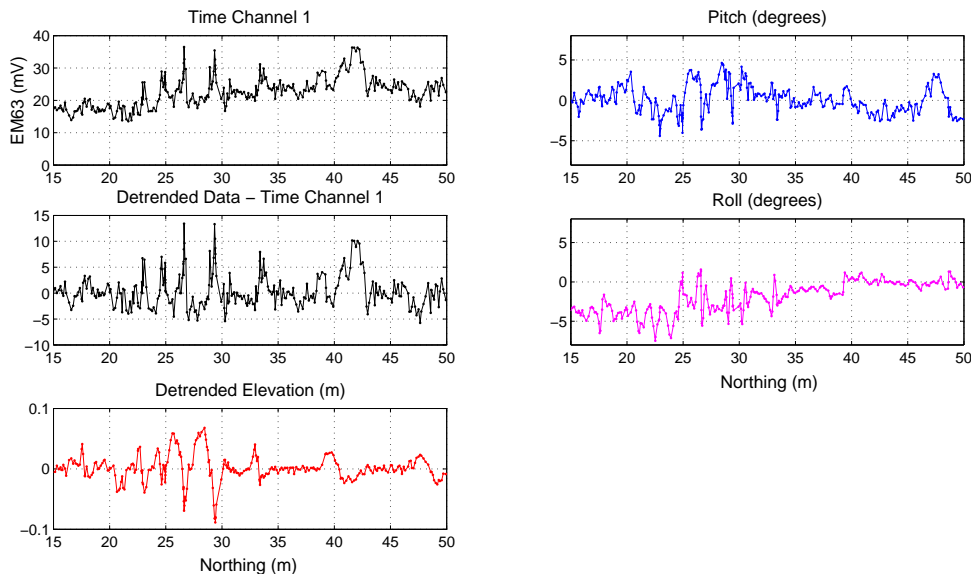 Time Channel 1
EM63 (mV)
40
30
20
10
0
15 20 25 30 35 40 45 50
Detrended Data − Time Channel 1
15
10
5
0
−5
−10
15 20 25 30 35 40 45 50
Detrended Elevation (m)
0.1
0
−0.1
15 20 25 30 35 40 45 50
Northing (m)
Pitch (degrees)
5
0
−5
15 20 25 30 35 40 45 50
Roll (degrees)
5
0
−5
15 20 25 30 35 40 45 50
Northing (m)